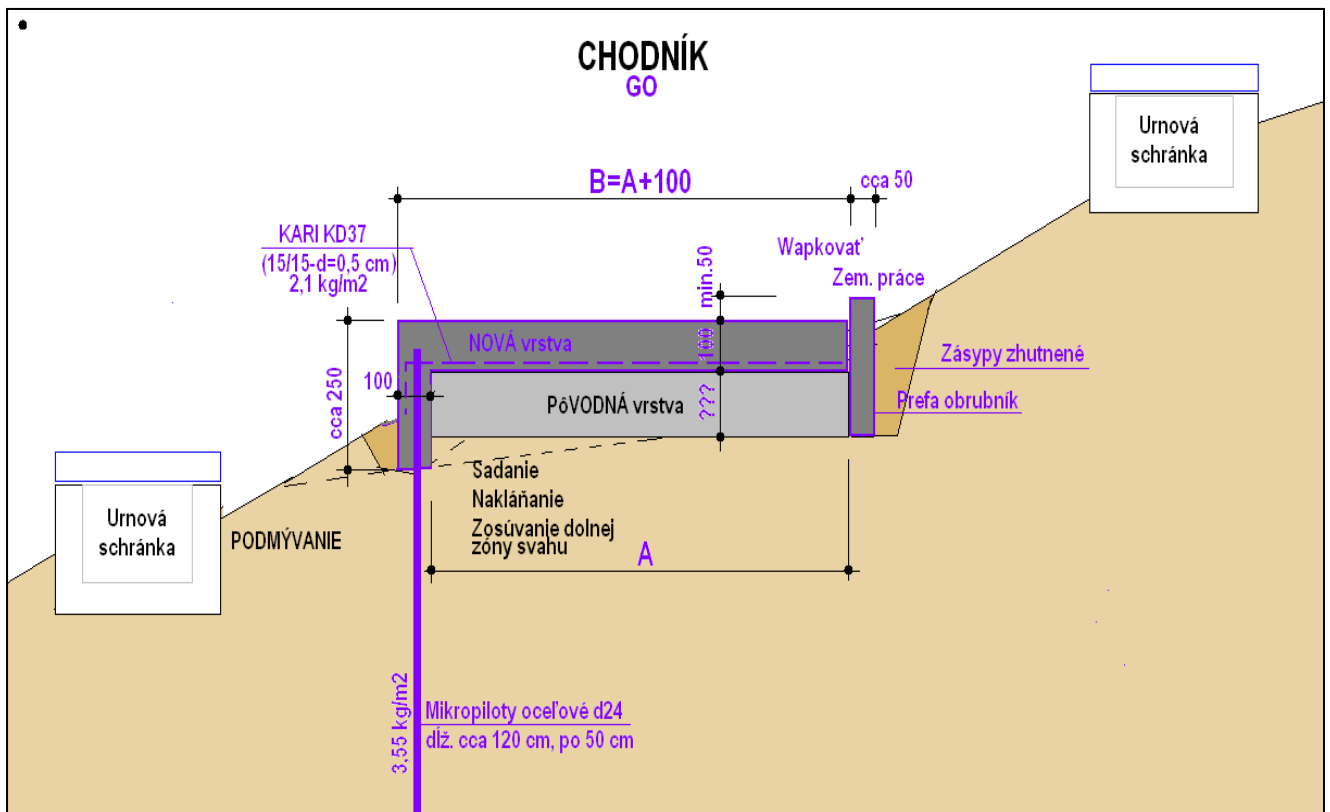 CHODNÍK
GO
Urnová
schránka
B=A+100
cca 50
KARI KD37
(15/15-d=0,5 cm)
2,1 kg/m2
Wapkovať
min.50
Zem. práce
NOVÁ vrstva
100
Zásypy zhutnené
cca 250
100
PôVODNÁ vrstva
???
Prefa obrubník
Sadanie
Nakláňanie
Zosúvanie dolnej
zóny svahu
Urnová
schránka
PODMÝVANIE
A
3,55 kg/m2
Mikropiloty oceľové d24
dĺž. cca 120 cm, po 50 cm